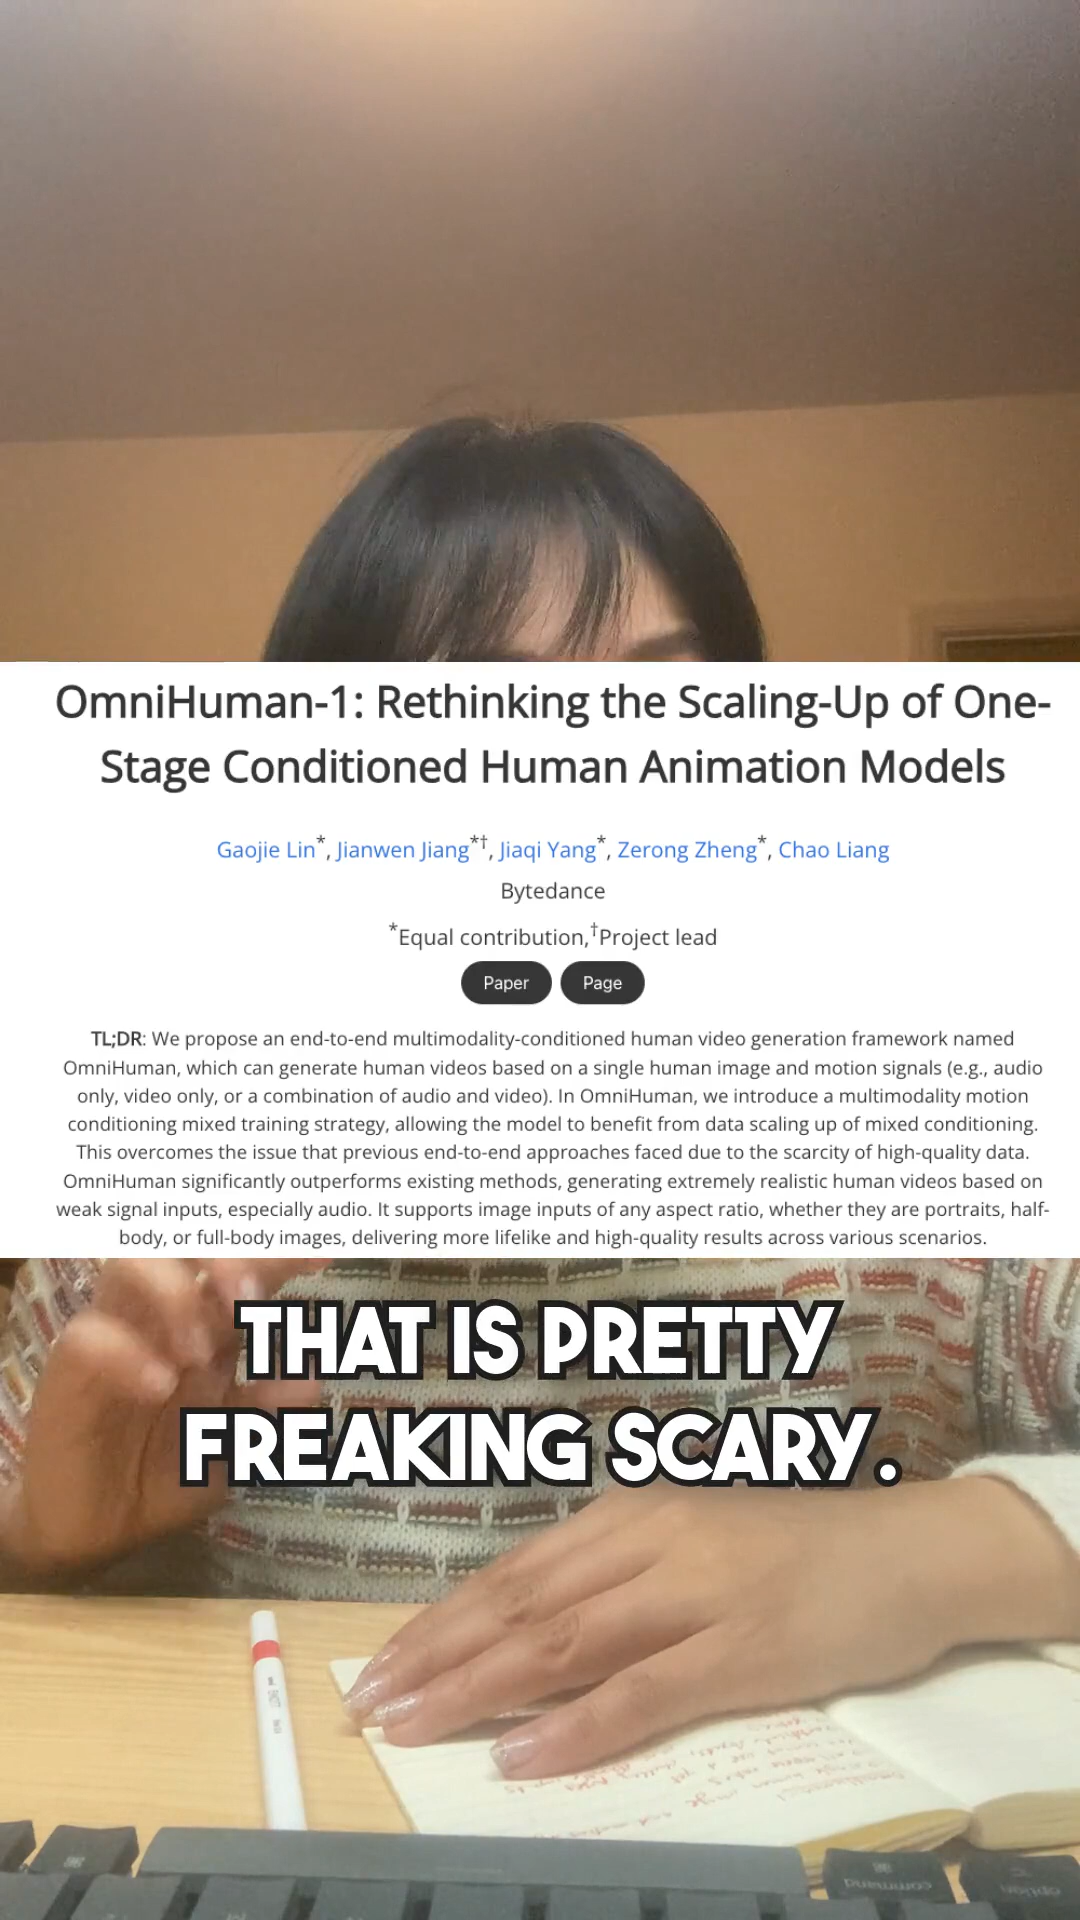 OmniHuman-1: Rethinking the Scaling-Up of One-
Stage Conditioned Human Animation Models
Gaojie Lin*, Jianwen Jiang*†, Jiaqi Yang*, Zerong Zheng*, Chao Liang
Bytedance
*Equal contribution,†Project lead
Paper Page
TL;DR: We propose an end-to-end multimodality-conditioned human video generation framework named
OmniHuman, which can generate human videos based on a single human image and motion signals (e.g., audio
only, video only, or a combination of audio and video). In OmniHuman, we introduce a multimodality motion
conditioning mixed training strategy, allowing the model to benefit from data scaling up of mixed conditioning.
This overcomes the issue that previous end-to-end approaches faced due to the scarcity of high-quality data.
OmniHuman significantly outperforms existing methods, generating extremely realistic human videos based on
weak signal inputs, especially audio. It supports image inputs of any aspect ratio, whether they are portraits, half-
body, or full-body images, delivering more lifelike and high-quality results across various scenarios.
THAT IS PRETTY
FREAKING SCARY.
command
option